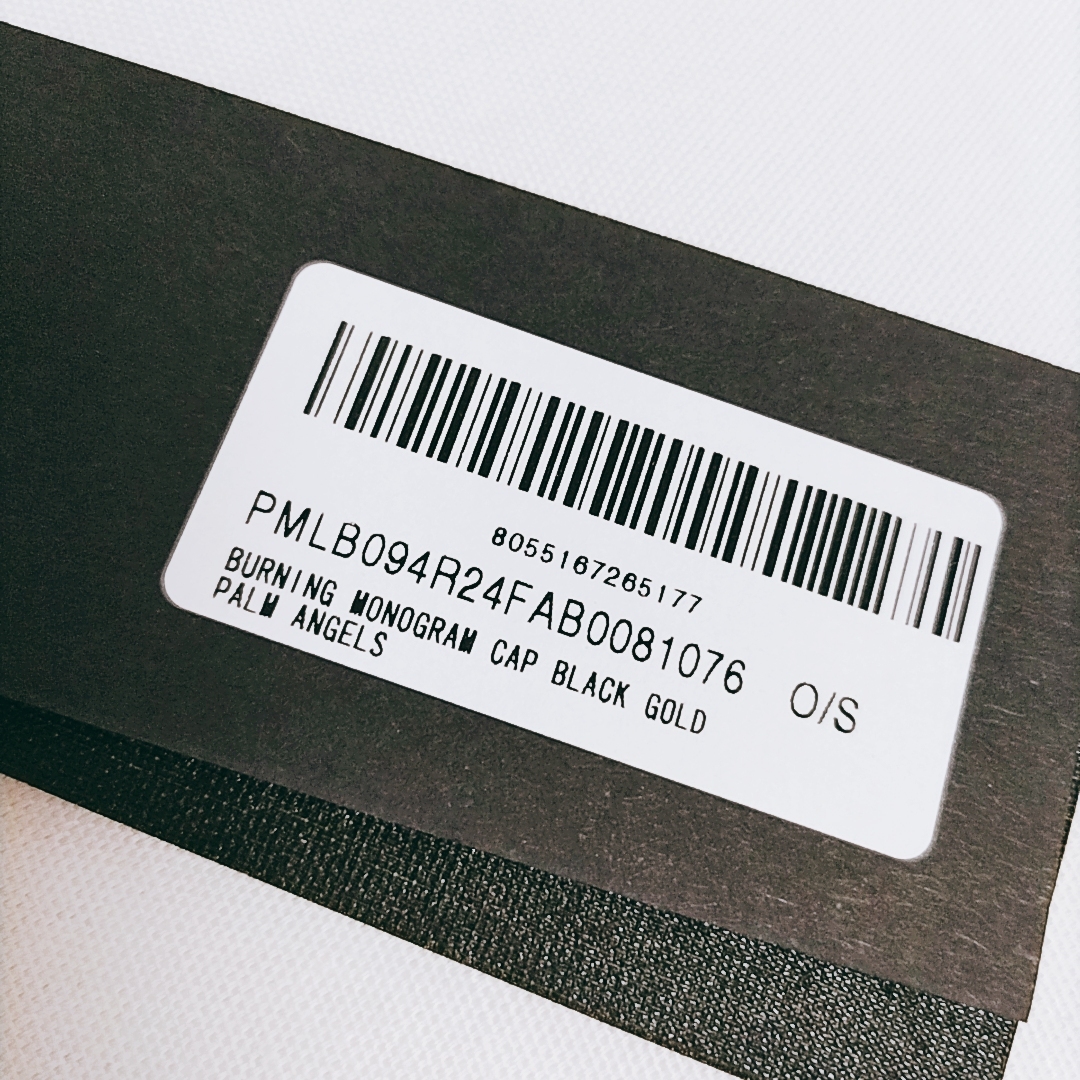 8055167265177
PMLB094R24FAB0081076 O/S
BURNING MONOGRAM CAP BLACK GOLD
PALM ANGELS